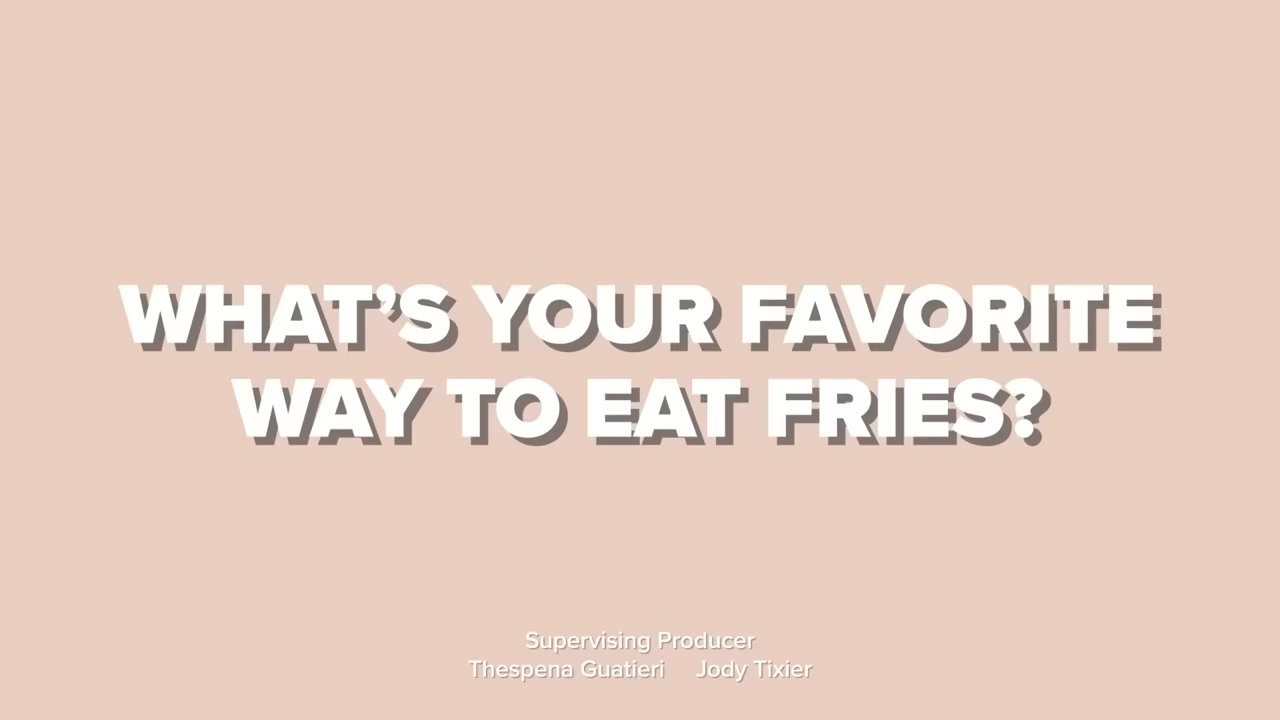 WHAT’S YOUR FAVORITE
WAY TO EAT FRIES?
Supervising Producer
Thespena Guatieri Jody Tixier